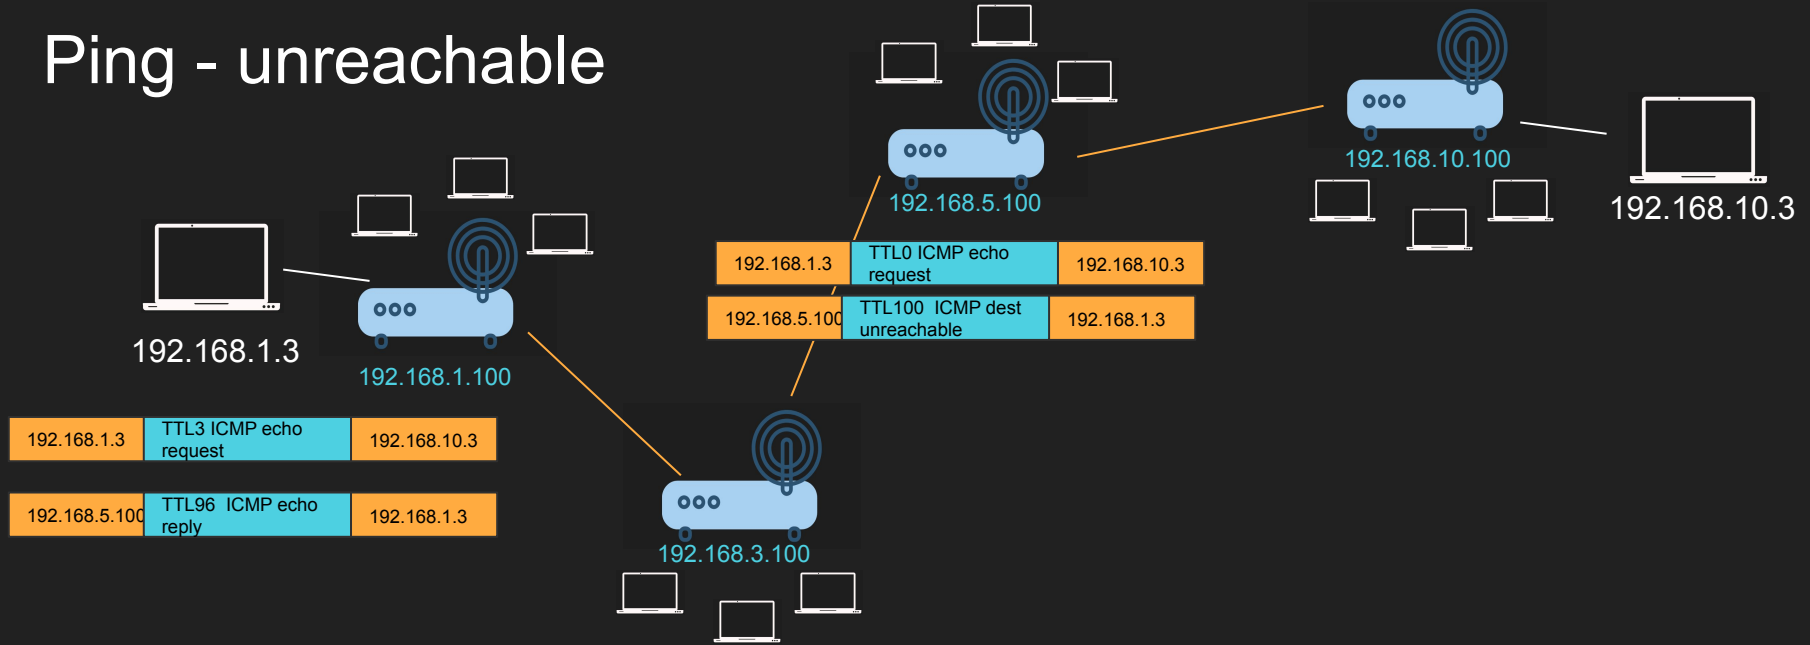 Ping - unreachable
192.168.10.100
192.168.10.3
192.168.5.100
192.168.1.3
TTL0 ICMP echo
request
192.168.10.3
192.168.5.100
TTL100  ICMP dest
unreachable
192.168.1.3
192.168.1.3
192.168.1.100
192.168.1.3
TTL3 ICMP echo
request
192.168.10.3
192.168.5.100
TTL96  ICMP echo
reply
192.168.1.3
192.168.3.100